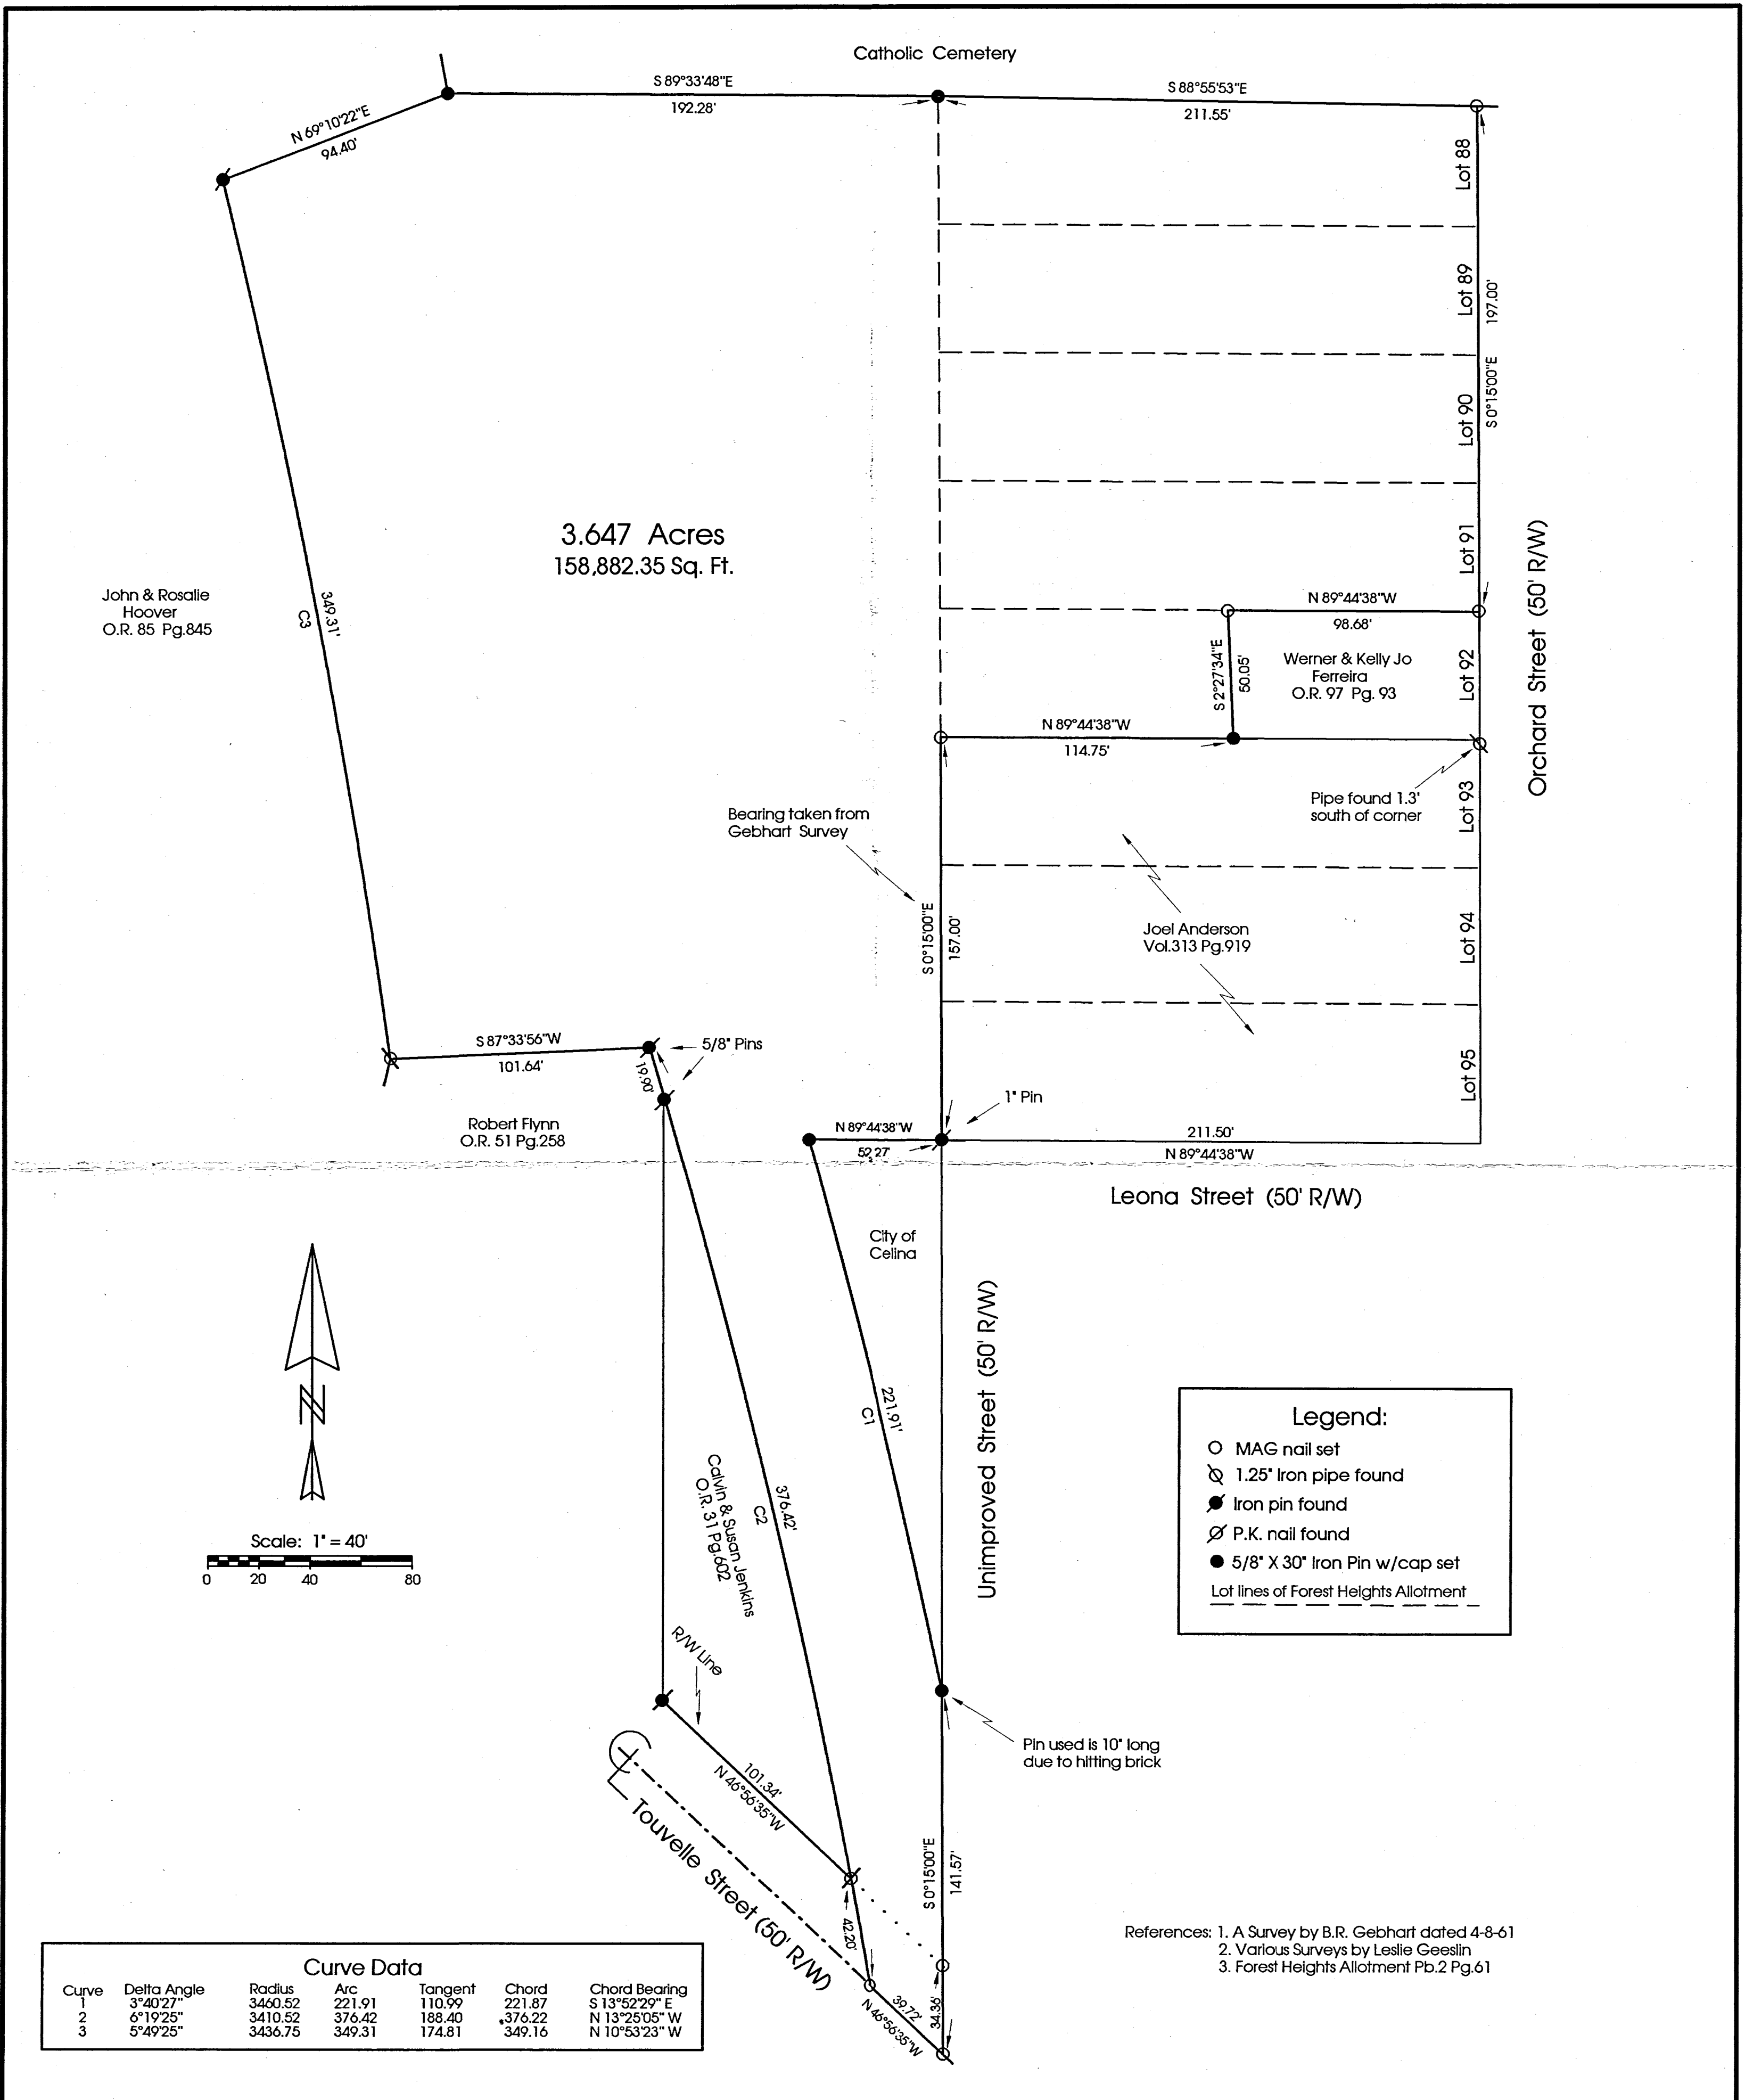 Catholic Cemetery
S 89°33'48"E
192.28'
S 88°55'53"E
211.55'
N 69°10'22"E
94.40'
Lot 88
Lot 89
197.00'
S 0°15'00"E
Lot 90
Lot 91
3.647 Acres
158,882.35 Sq. Ft.
Orchard Street (50' R/W)
John & Rosalie
Hoover
O.R. 85 Pg.845
349.31'
C3
N 89°44'38"W
98.68'
S 2°27'34"E
50.05'
Werner & Kelly Jo
Ferreira
O.R. 97 Pg. 93
Lot 92
N 89°44'38"W
114.75'
Pipe found 1.3'
south of corner
Lot 93
Bearing taken from
Gebhart Survey
S 0°15'00"E
157.00'
Joel Anderson
Vol.313 Pg.919
Lot 94
Lot 95
S 87°33'56"W
101.64'
5/8" Pins
19.90'
1" Pin
Robert Flynn
O.R. 51 Pg.258
N 89°44'38"W
52.27'
211.50'
N 89°44'38"W
Leona Street (50' R/W)
City of
Celina
Unimproved Street (50' R/W)
N
221.91'
C1
Calvin & Susan Jenkins
O.R. 31 Pg.602
376.42'
C2
Scale: 1" = 40'
0 20 40 80
Legend:
MAG nail set
1.25" Iron pipe found
Iron pin found
P.K. nail found
5/8" X 30" Iron Pin w/cap set
Lot lines of Forest Heights Allotment
R/W Line
Pin used is 10" long
due to hitting brick
101.34'
N 46°56'35"W
Touvelle Street (50' R/W)
S 0°15'00"E
141.57'
42.20'
39.72'
N 46°56'35"W
34.36'
References: 1. A Survey by B.R. Gebhart dated 4-8-61
2. Various Surveys by Leslie Geeslin
3. Forest Heights Allotment Pb.2 Pg.61
Curve Data
Curve Delta Angle Radius Arc Tangent Chord Chord Bearing
1 3°40'27" 3460.52 221.91 110.99 221.87 S 13°52'29" E
2 6°19'25" 3410.52 376.42 188.40 376.22 N 13°25'05" W
3 5°49'25" 3436.75 349.31 174.81 349.16 N 10°53'23" W